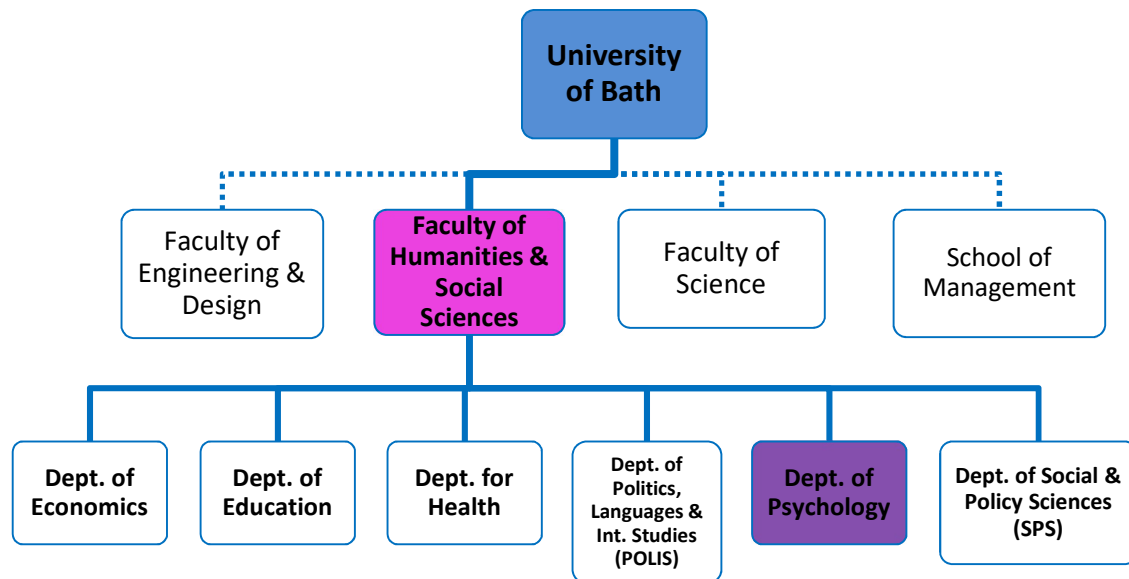 University
of Bath
Faculty of
Engineering &
Design
Faculty of
Humanities &
Social
Sciences
Faculty of
Science
School of
Management
Dept. of
Economics
Dept. of
Education
Dept. for
Health
Dept. of
Politics,
Languages &
Int. Studies
(POLIS)
Dept. of
Psychology
Dept. of Social &
Policy Sciences
(SPS)